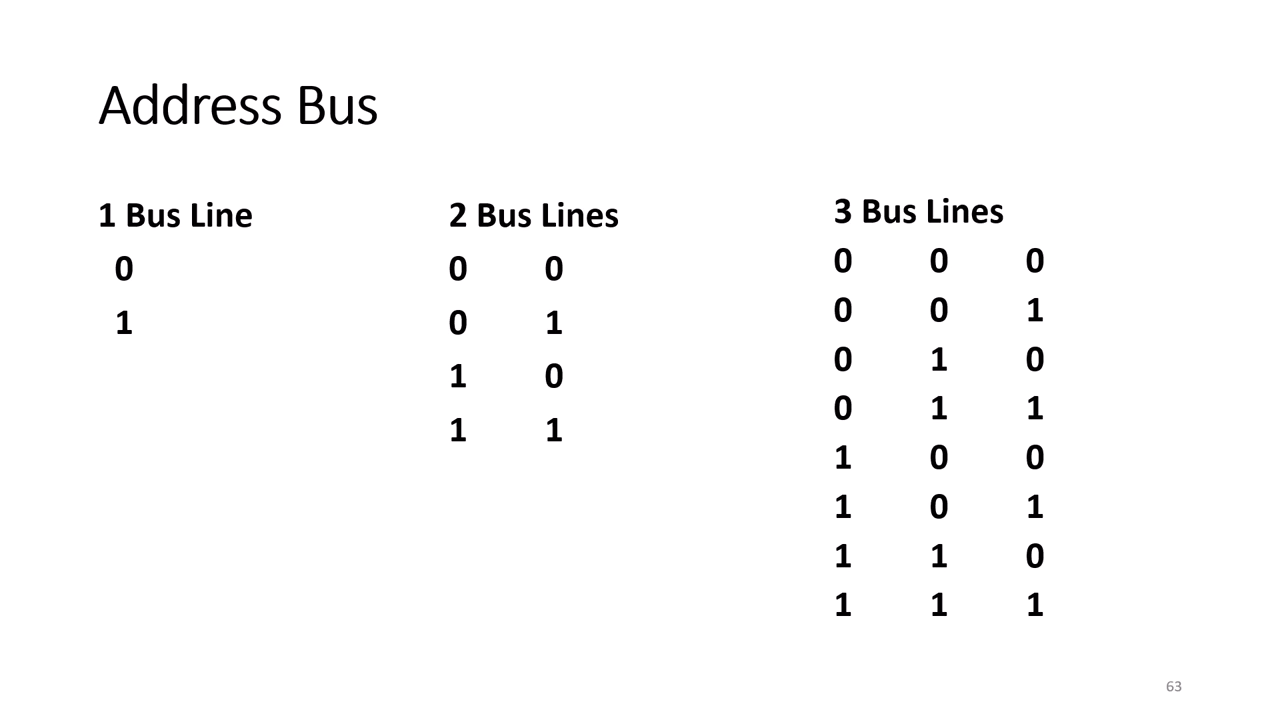 Address Bus
1 Bus Line
0
1
2 Bus Lines
0 0
0 1
1 0
1 1
3 Bus Lines
0 0 0
0 0 1
0 1 0
0 1 1
1 0 0
1 0 1
1 1 0
1 1 1
63